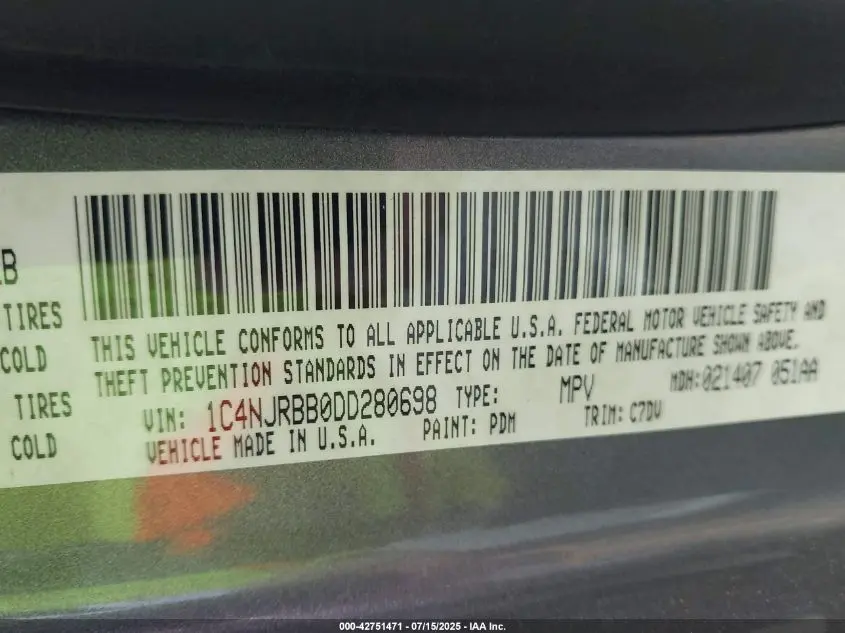 LB
TIRES
COLD
TIRES
COLD
THIS VEHICLE CONFORMS TO ALL APPLICABLE U.S.A. FEDERAL MOTOR VEHICLE SAFETY AND
THEFT PREVENTION STANDARDS IN EFFECT ON THE DATE OF MANUFACTURE SHOWN ABOVE.
VIN: 1C4NJRBB0DD280698 TYPE: MPV MDH:021407 051AA
VEHICLE MADE IN U.S.A. PAINT: PDM TRIM: C7DV
000-42751471 - 07/15/2025 - IAA Inc.